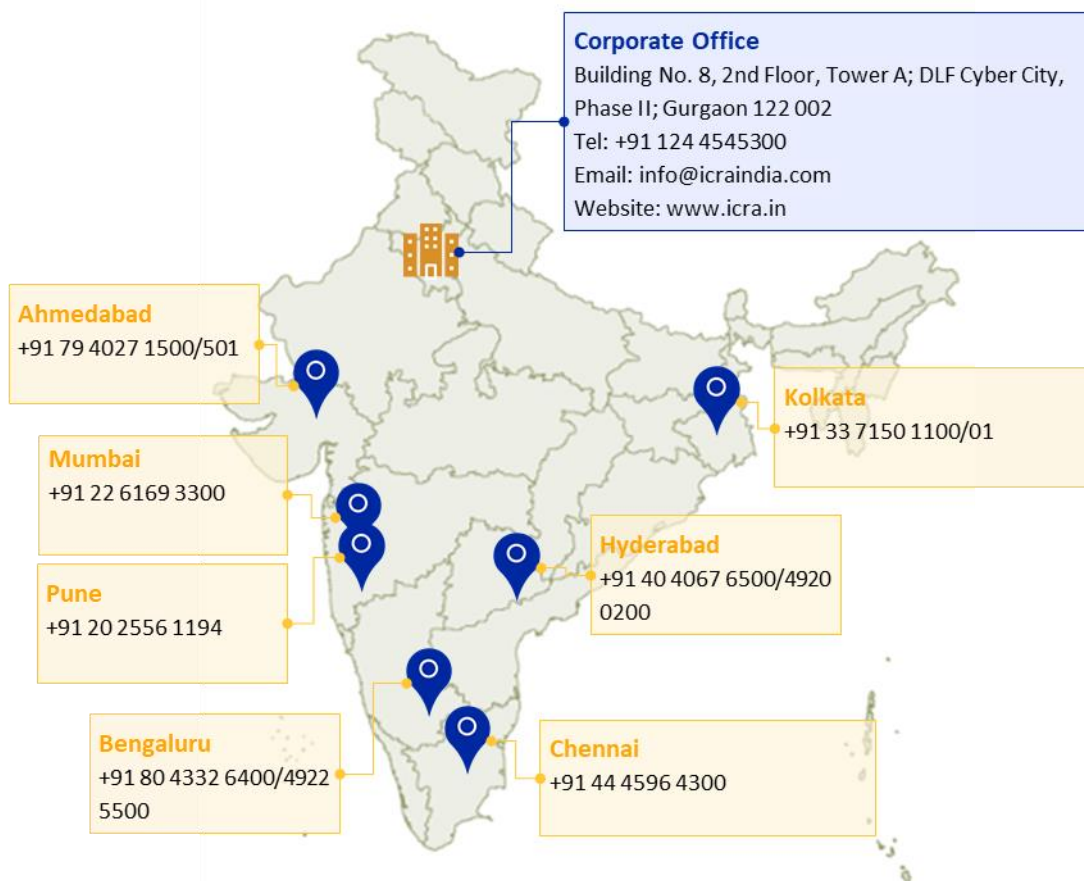 Corporate Office
Building No. 8, 2nd Floor, Tower A; DLF Cyber City,
Phase II; Gurgaon 122 002
Tel: +91 124 4545300
Email: info@icraindia.com
Website: www.icra.in
Ahmedabad
+91 79 4027 1500/501
Kolkata
+91 33 7150 1100/01
Mumbai
+91 22 6169 3300
Hyderabad
+91 40 4067 6500/4920
0200
Pune
+91 20 2556 1194
Bengaluru
+91 80 4332 6400/4922
5500
Chennai
+91 44 4596 4300